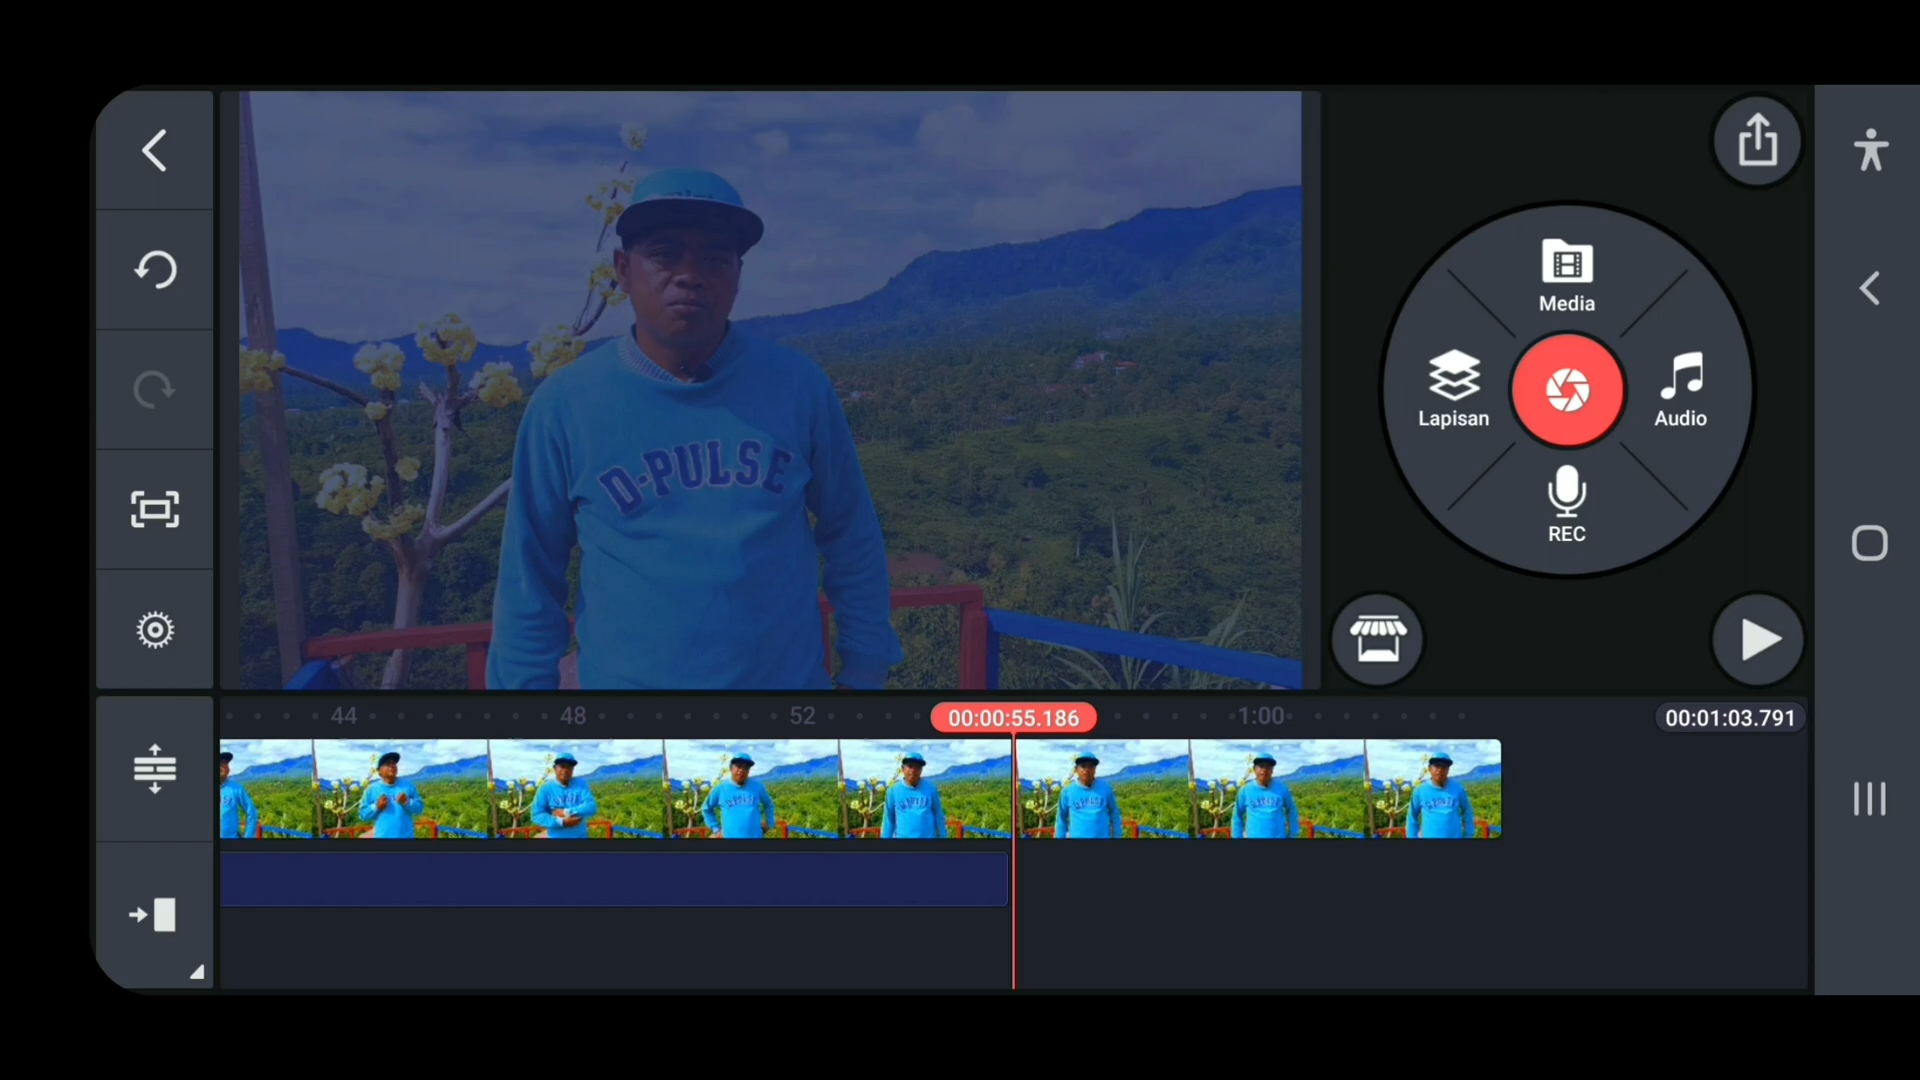 Media
Lapisan
Audio
REC
D-PULSE
44
48
52
00:00:55.186
1:00
00:01:03.791